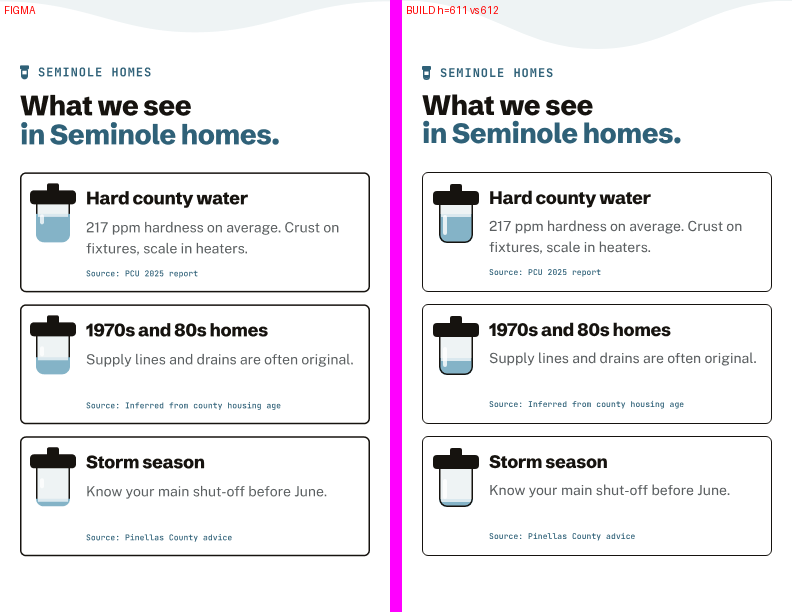 FIGMA
SEMINOLE HOMES
What we see
in Seminole homes.
Hard county water
217 ppm hardness on average. Crust on
fixtures, scale in heaters.
Source: PCU 2025 report
1970s and 80s homes
Supply lines and drains are often original.
Source: Inferred from county housing age
Storm season
Know your main shut-off before June.
Source: Pinellas County advice
BUILD h=611 vs 612
SEMINOLE HOMES
What we see
in Seminole homes.
Hard county water
217 ppm hardness on average. Crust on
fixtures, scale in heaters.
Source: PCU 2025 report
1970s and 80s homes
Supply lines and drains are often original.
Source: Inferred from county housing age
Storm season
Know your main shut-off before June.
Source: Pinellas County advice